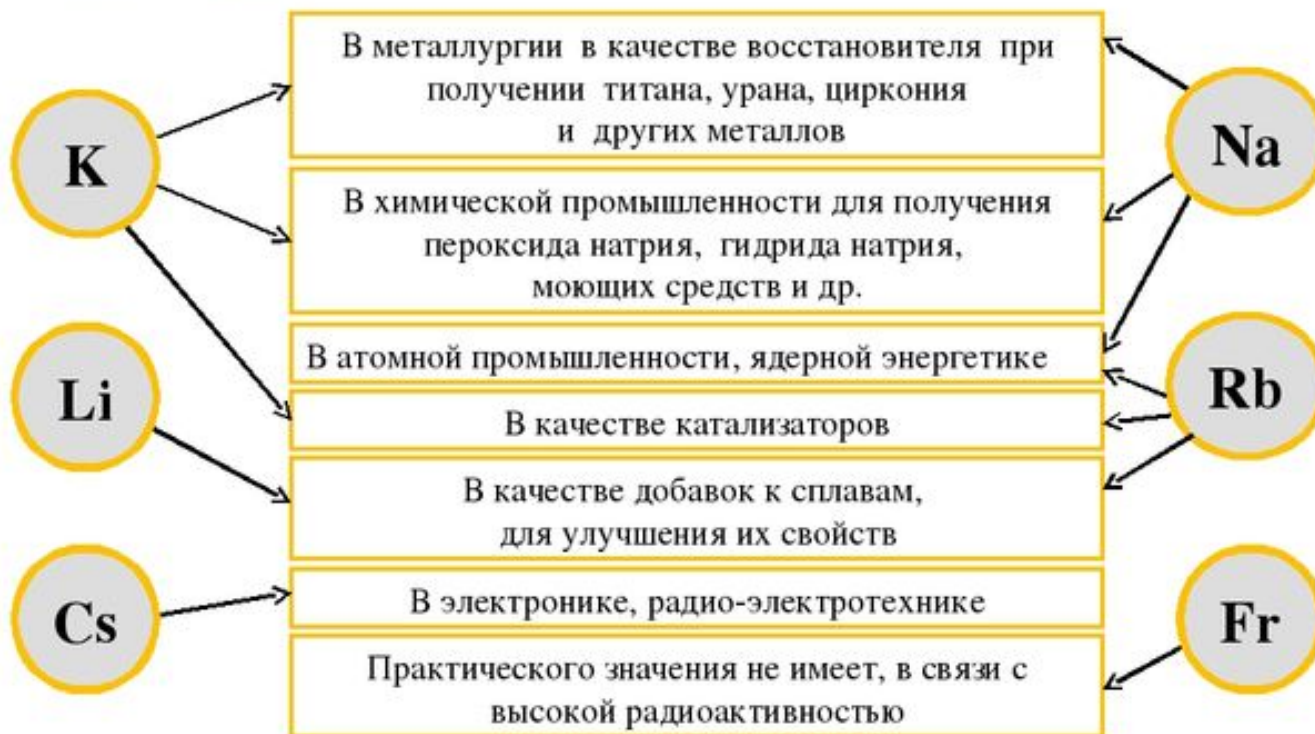 В металлургии в качестве восстановителя при
получении титана, урана, циркония
и других металлов
K
Na
В химической промышленности для получения
пероксида натрия, гидрида натрия,
моющих средств и др.
В атомной промышленности, ядерной энергетике
Li
Rb
В качестве катализаторов
В качестве добавок к сплавам,
для улучшения их свойств
Cs
В электронике, радио-электротехнике
Fr
Практического значения не имеет, в связи с
высокой радиоактивностью